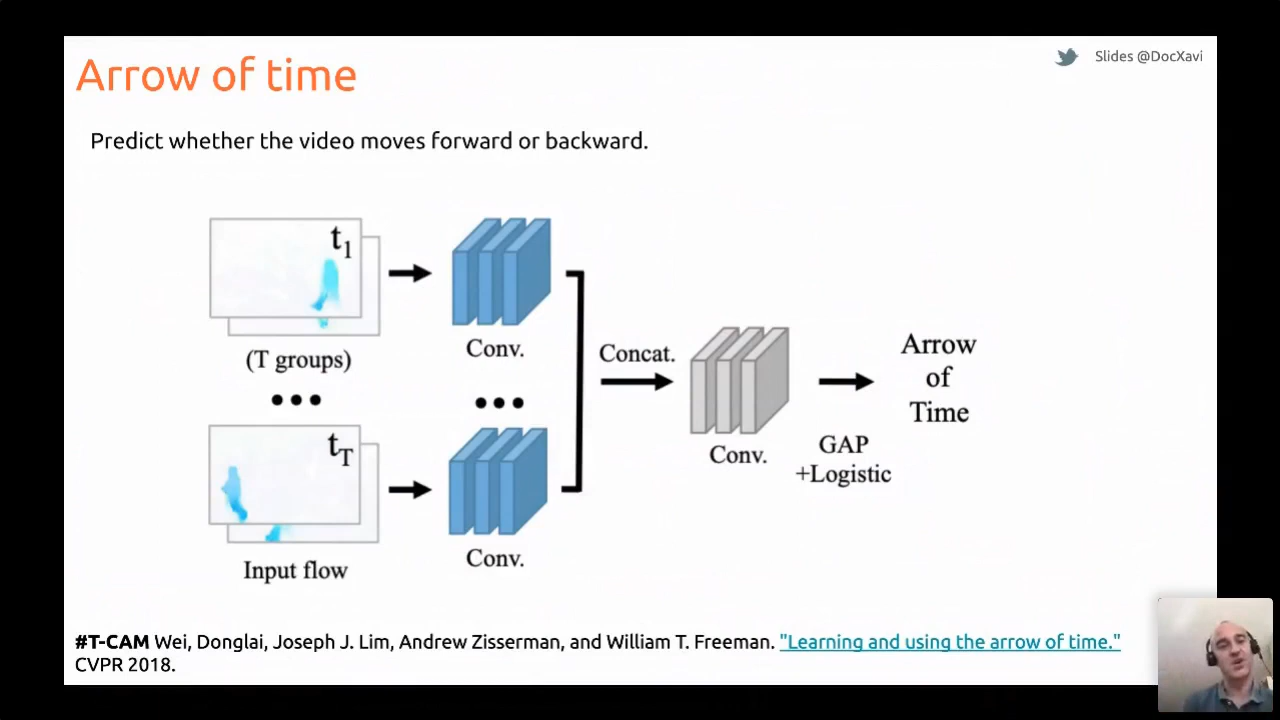 Arrow of time
Slides @DocXavi
Predict whether the video moves forward or backward.
t1
(T groups)
Conv.
Concat.
Arrow
of
Time
tT
Conv.
GAP
+Logistic
Input flow
Conv.
#T-CAM Wei, Donglai, Joseph J. Lim, Andrew Zisserman, and William T. Freeman. "Learning and using the arrow of time."
CVPR 2018.